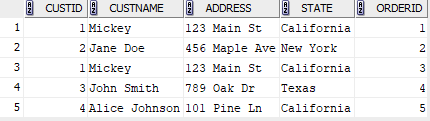 CUSTID CUSTNAME ADDRESS STATE ORDERID
1 1 Mickey 123 Main St California 1
2 2 Jane Doe 456 Maple Ave New York 2
3 1 Mickey 123 Main St California 3
4 3 John Smith 789 Oak Dr Texas 4
5 4 Alice Johnson 101 Pine Ln California 5